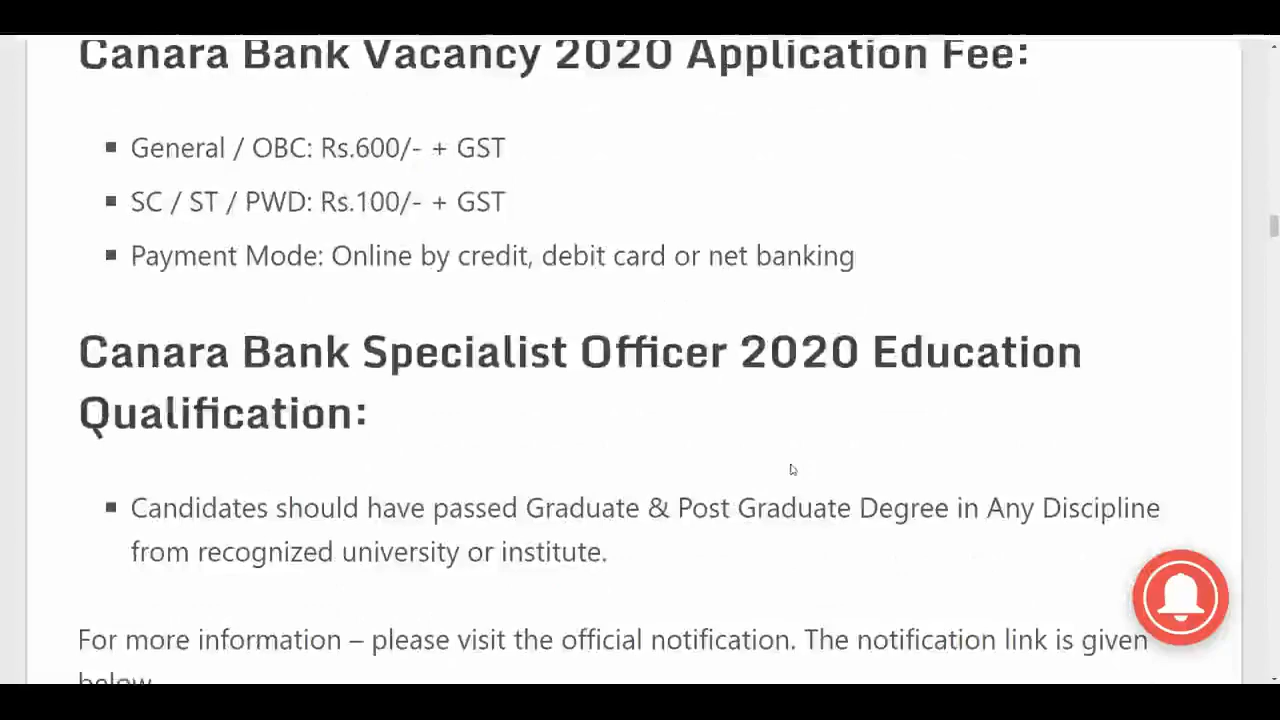 Canara Bank Vacancy 2020 Application Fee:
General / OBC: Rs.600/- + GST
SC / ST / PWD: Rs.100/- + GST
Payment Mode: Online by credit, debit card or net banking
Canara Bank Specialist Officer 2020 Education
Qualification:
Candidates should have passed Graduate & Post Graduate Degree in Any Discipline
from recognized university or institute.
For more information – please visit the official notification. The notification link is given
below